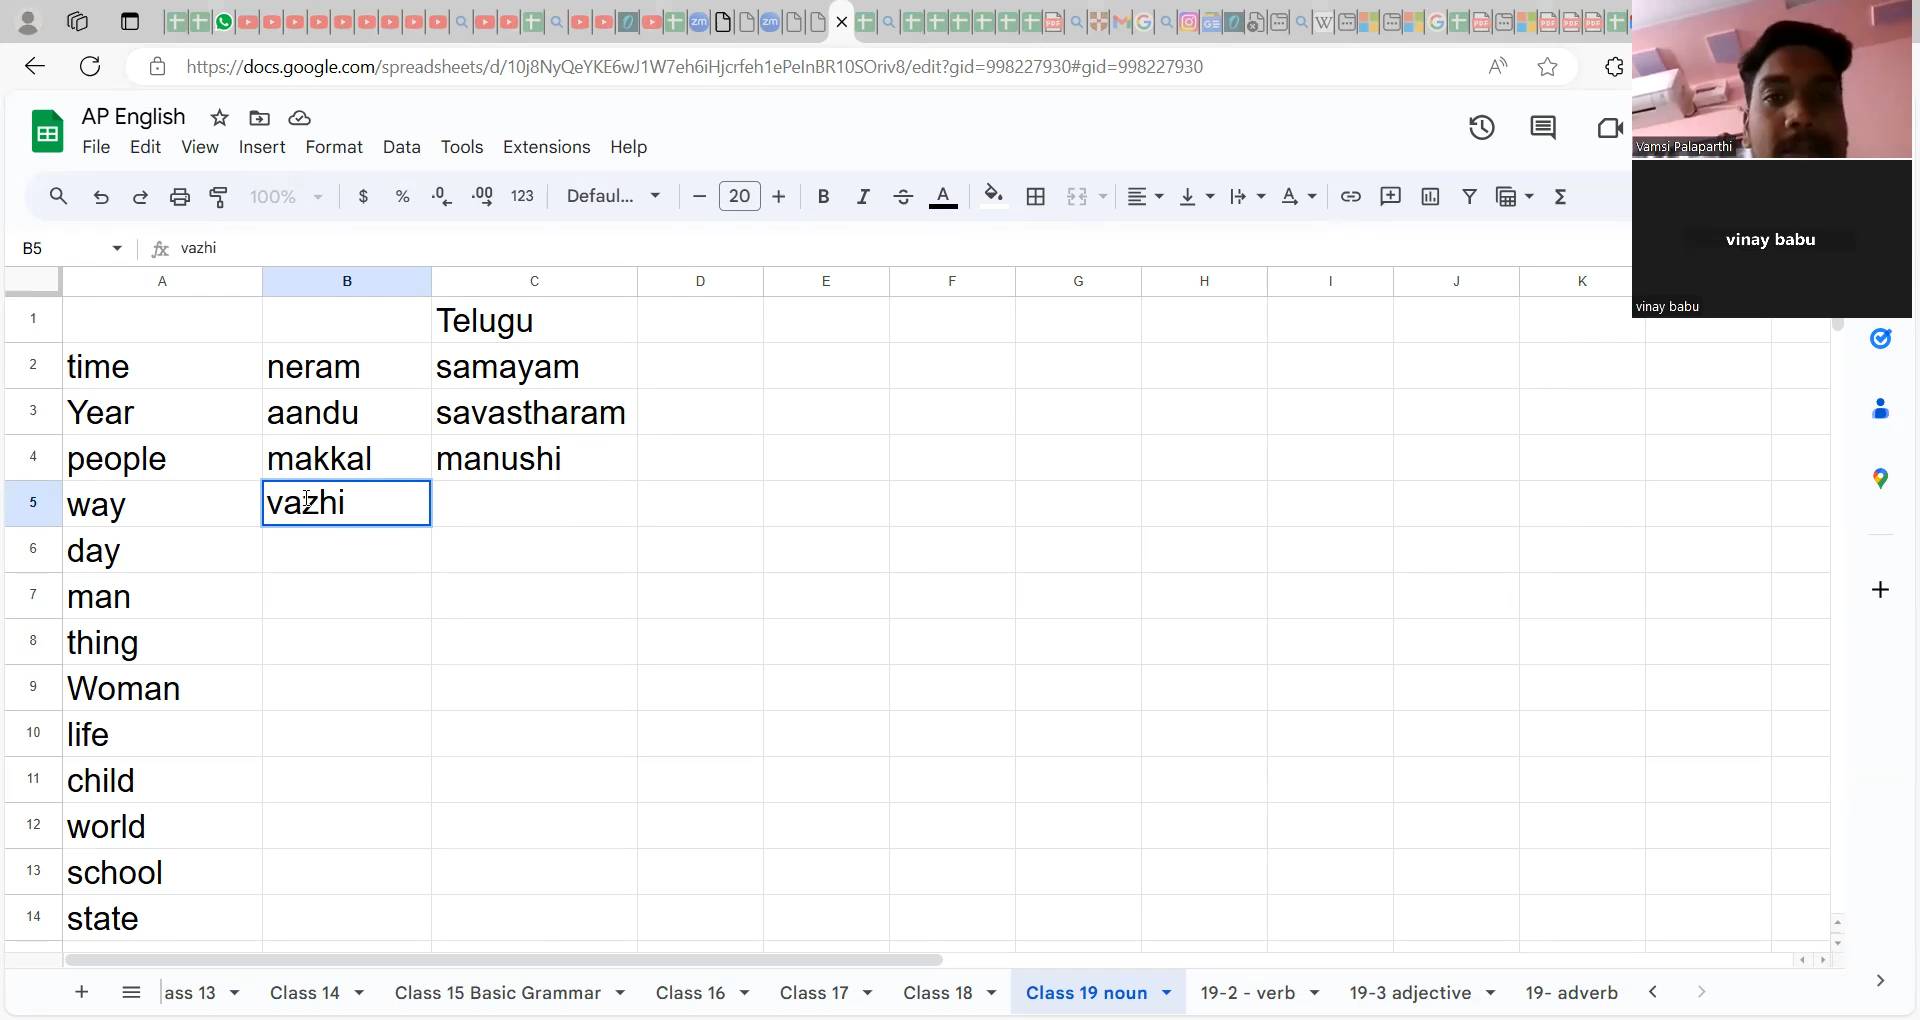 https://docs.google.com/spreadsheets/d/10j8NyQeYKE6wJ1W7eh6iHjcrfeh1ePeInBR10SOriv8/edit?gid=998227930#gid=998227930
AP English
File Edit View Insert Format Data Tools Extensions Help
100% $ % .0 .00 123 Defaul... 20 B I A
B5 fx vazhi
A B C D E F G H I J K
1 Telugu
2 time neram samayam
3 Year aandu savastharam
4 people makkal manushi
5 way vazhi
6 day
7 man
8 thing
9 Woman
10 life
11 child
12 world
13 school
14 state
ass 13 Class 14 Class 15 Basic Grammar Class 16 Class 17 Class 18 Class 19 noun 19-2 - verb 19-3 adjective 19- adverb
Vamsi Palaparthi
vinay babu
vinay babu